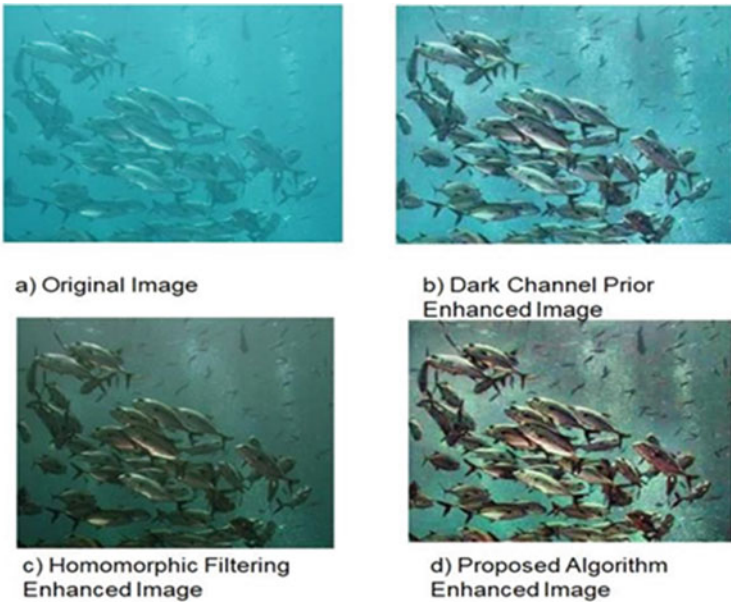 a) Original Image
b) Dark Channel Prior
Enhanced Image
c) Homomorphic Filtering
Enhanced Image
d) Proposed Algorithm
Enhanced Image